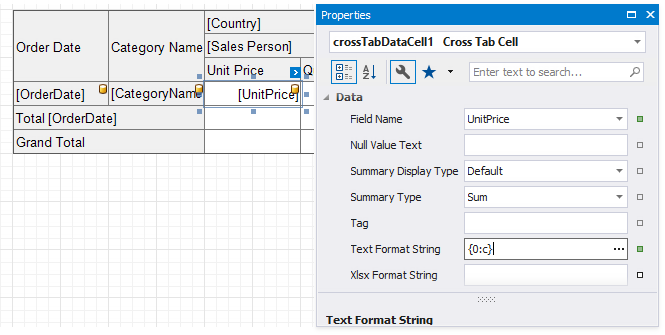 Order Date
Category Name
[Country]
[Sales Person]
Unit Price
Q
[OrderDate]
[CategoryName
[UnitPrice]
Total [OrderDate]
Grand Total
Properties
crossTabDataCell1 Cross Tab Cell
A
Z
Enter text to search...
Data
Field Name UnitPrice
Null Value Text
Summary Display Type Default
Summary Type Sum
Tag
Text Format String {0:c}
...
Xlsx Format String
Text Format String